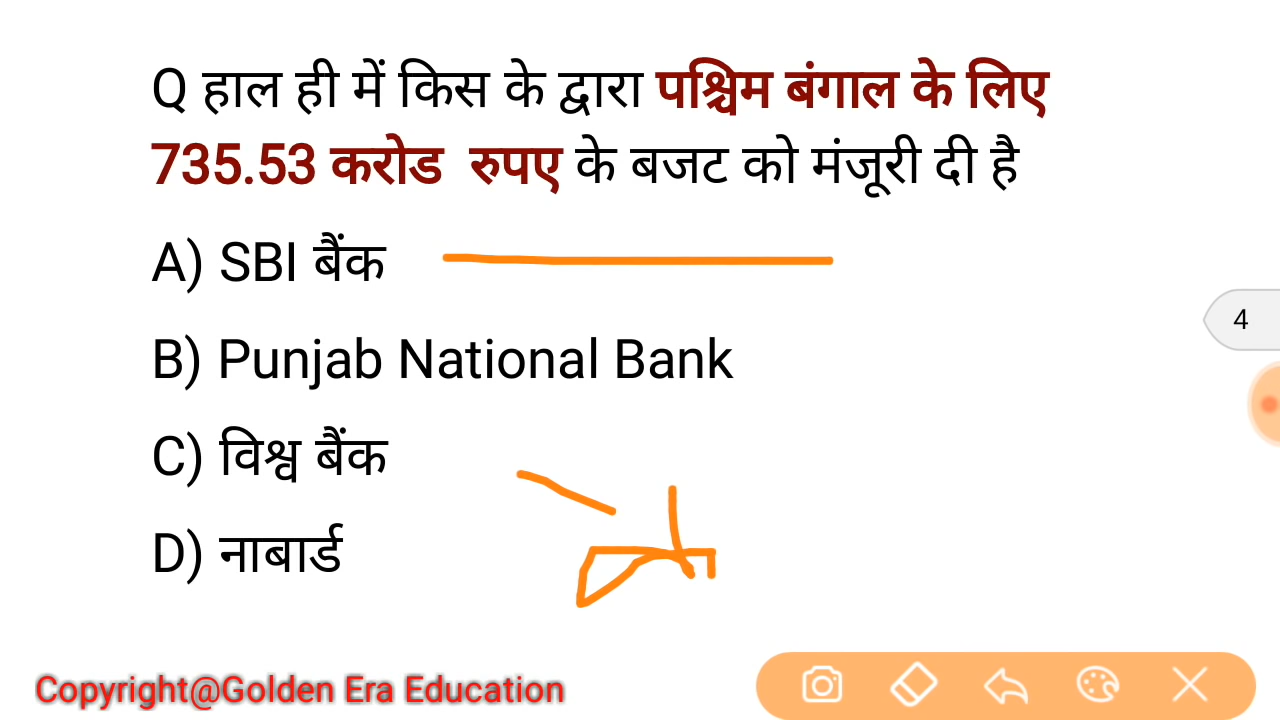 Q हाल ही में किस के द्वारा पश्चिम बंगाल के लिए
735.53 करोड रुपए के बजट को मंजूरी दी है
A) SBI बैंक
B) Punjab National Bank
C) विश्व बैंक
D) नाबार्ड
4
Copyright@Golden Era Education